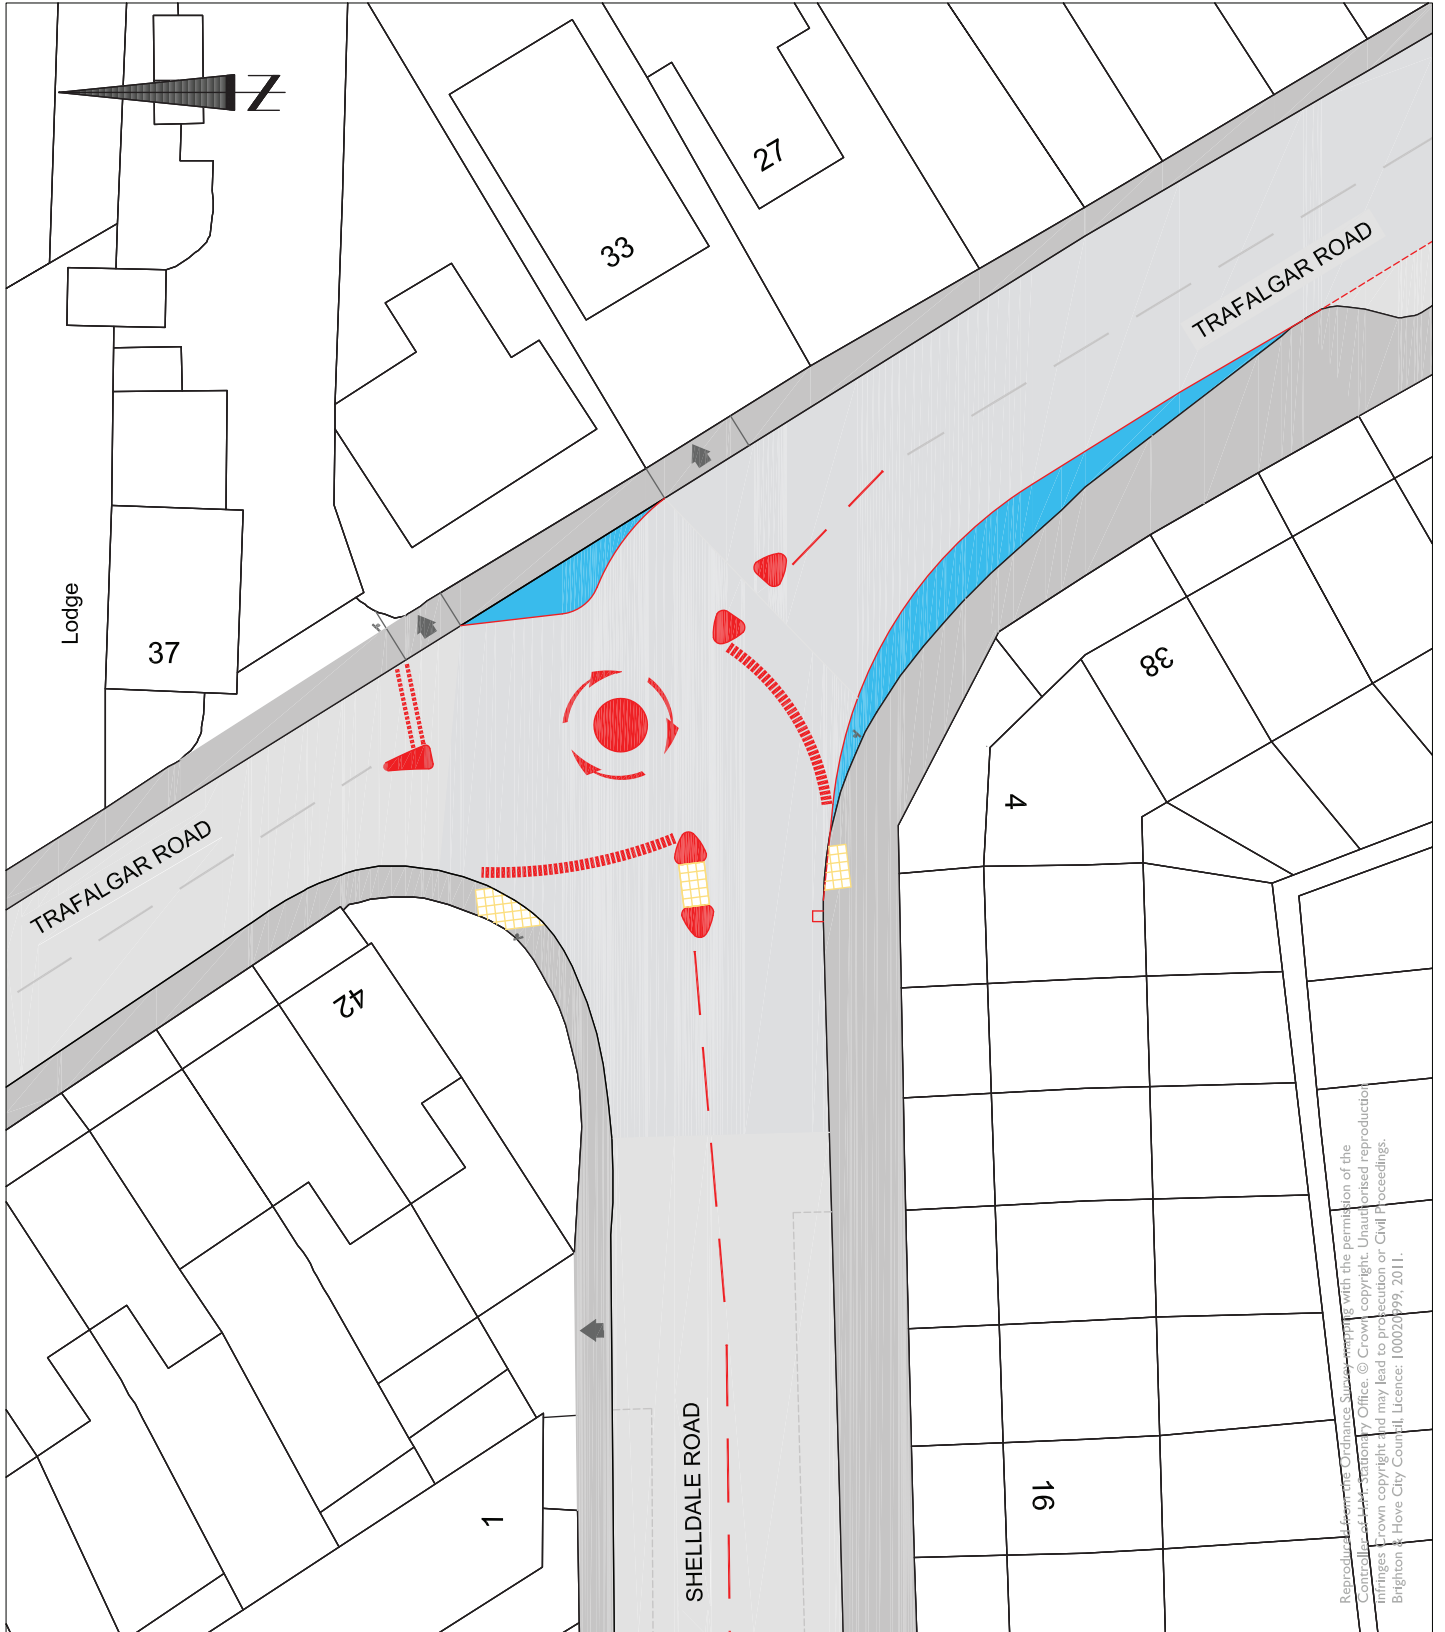 N
27
33
TRAFALGAR ROAD
Lodge
37
38
4
TRAFALGAR ROAD
42
SHELLDALE ROAD
1
16
Reproduced from the Ordnance Survey mapping with the permission of the
Controller of H.M. Stationary Office. © Crown copyright. Unauthorised reproduction
infringes Crown copyright and may lead to prosecution or Civil Proceedings.
Brighton & Hove City Council. Licence: 100020999, 2011.